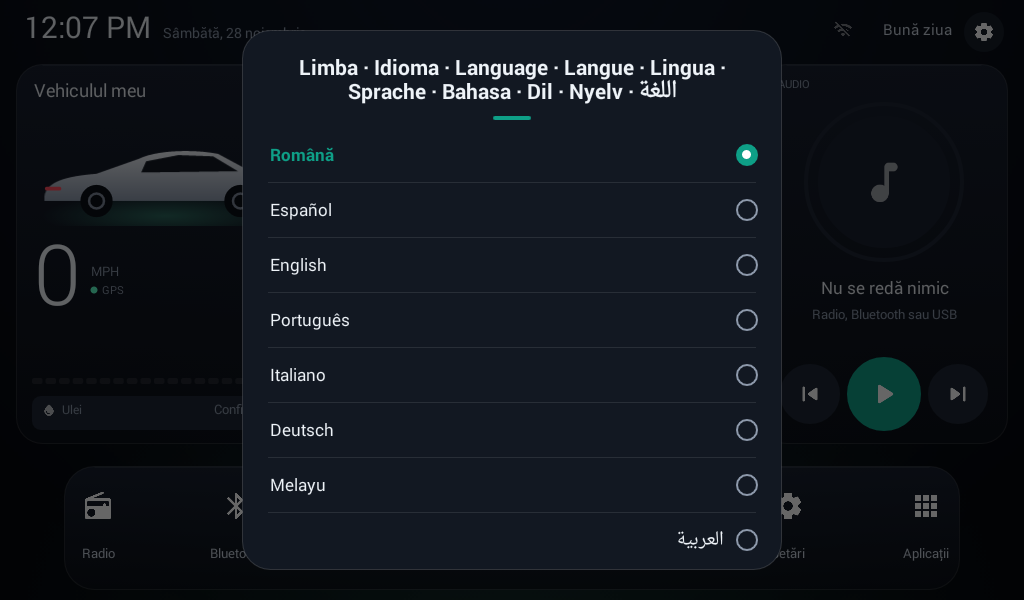 12:07 PM
Sâmbătă, 28
Bună ziua
Vehiculul meu
AUDIO
Limba · Idioma · Language · Langue · Lingua ·
Sprache · Bahasa · Dil · Nyelv · اللغة
Română
Español
English
Português
Italiano
Deutsch
Melayu
العربية
0
MPH
GPS
Ulei
Nu se redă nimic
Radio, Bluetooth sau USB
Radio
Aplicații